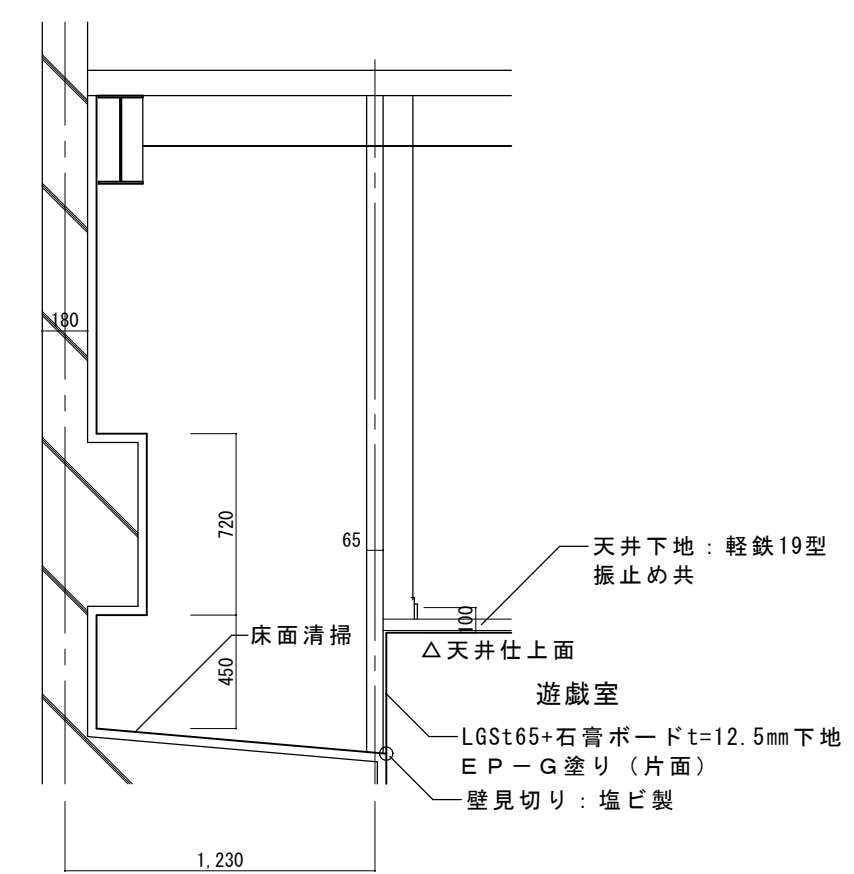 180
720
65
天井下地：軽鉄19型
振止め共
100
床面清掃
450
△天井仕上面
遊戯室
LGSt65+石膏ボードt=12.5mm下地
ＥＰ－Ｇ塗り（片面）
壁見切り：塩ビ製
1,230